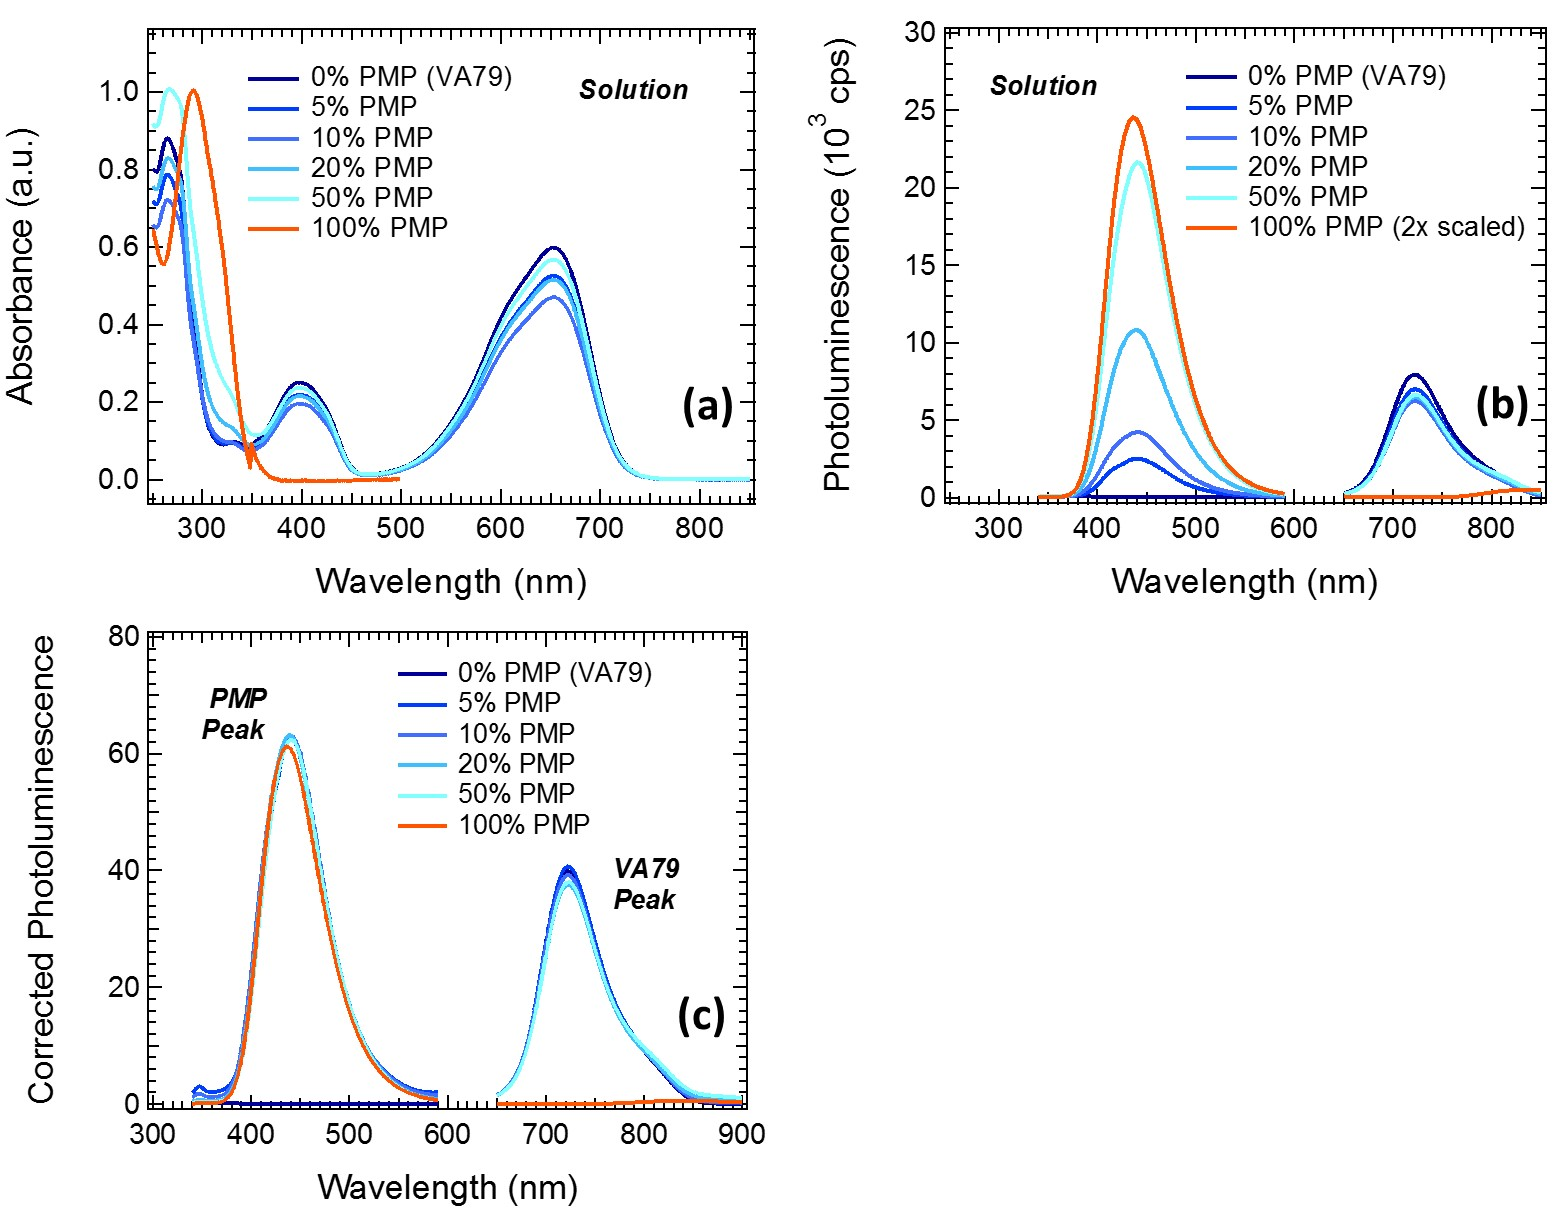 Absorbance (a.u.)
1.0
0.8
0.6
0.4
0.2
0.0
0% PMP (VA79)
5% PMP
10% PMP
20% PMP
50% PMP
100% PMP
Solution
(a)
300 400 500 600 700 800
Wavelength (nm)
Photoluminescence (10³ cps)
30
25
20
15
10
5
0
Solution
0% PMP (VA79)
5% PMP
10% PMP
20% PMP
50% PMP
100% PMP (2x scaled)
(b)
300 400 500 600 700 800
Wavelength (nm)
Corrected Photoluminescence
80
60
40
20
0
PMP
Peak
0% PMP (VA79)
5% PMP
10% PMP
20% PMP
50% PMP
100% PMP
VA79
Peak
(c)
300 400 500 600 700 800 900
Wavelength (nm)